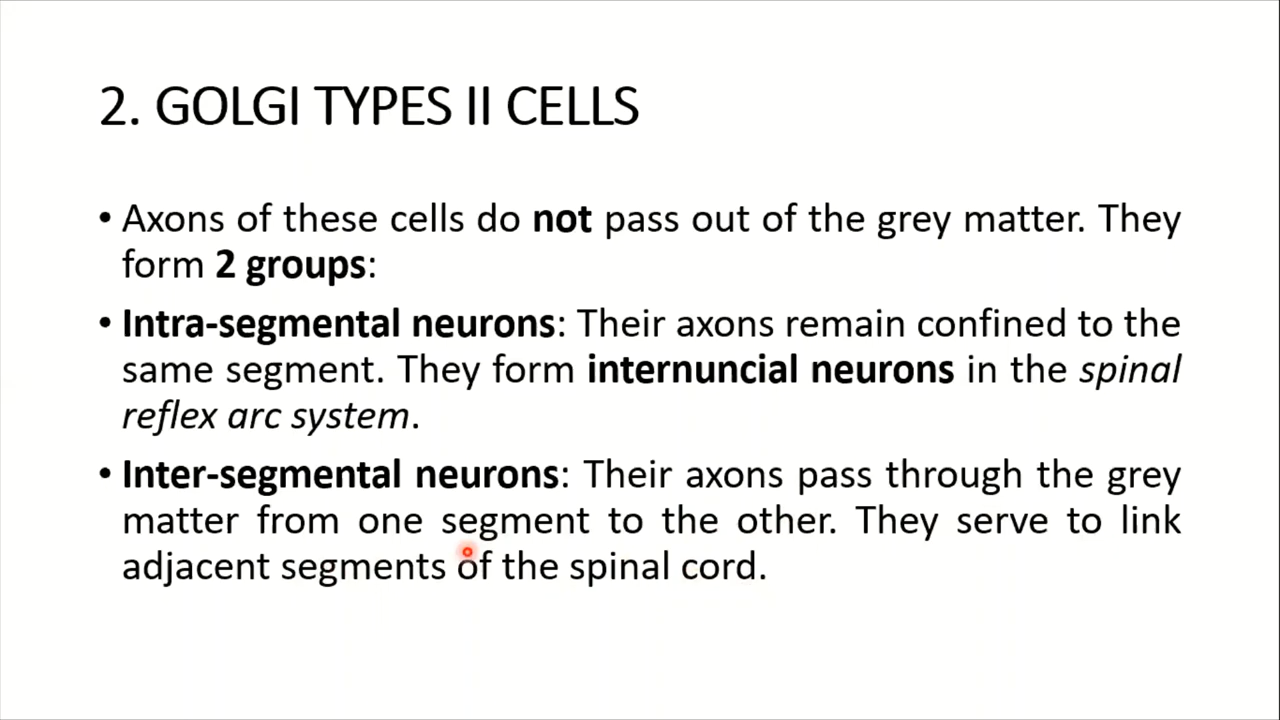 2. GOLGI TYPES II CELLS
• Axons of these cells do not pass out of the grey matter. They
form 2 groups:
• Intra-segmental neurons: Their axons remain confined to the
same segment. They form internuncial neurons in the spinal
reflex arc system.
• Inter-segmental neurons: Their axons pass through the grey
matter from one segment to the other. They serve to link
adjacent segments of the spinal cord.